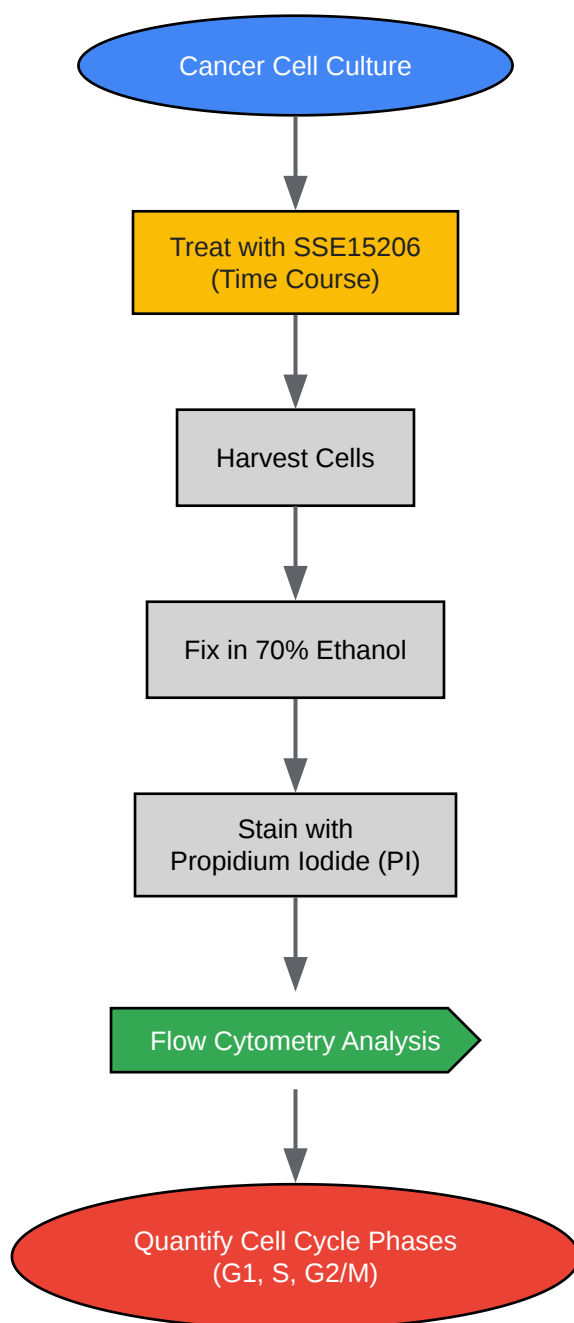 Cancer Cell Culture
Treat with SSE15206
(Time Course)
Harvest Cells
Fix in 70% Ethanol
Stain with
Propidium Iodide (PI)
Flow Cytometry Analysis
Quantify Cell Cycle Phases
(G1, S, G2/M)